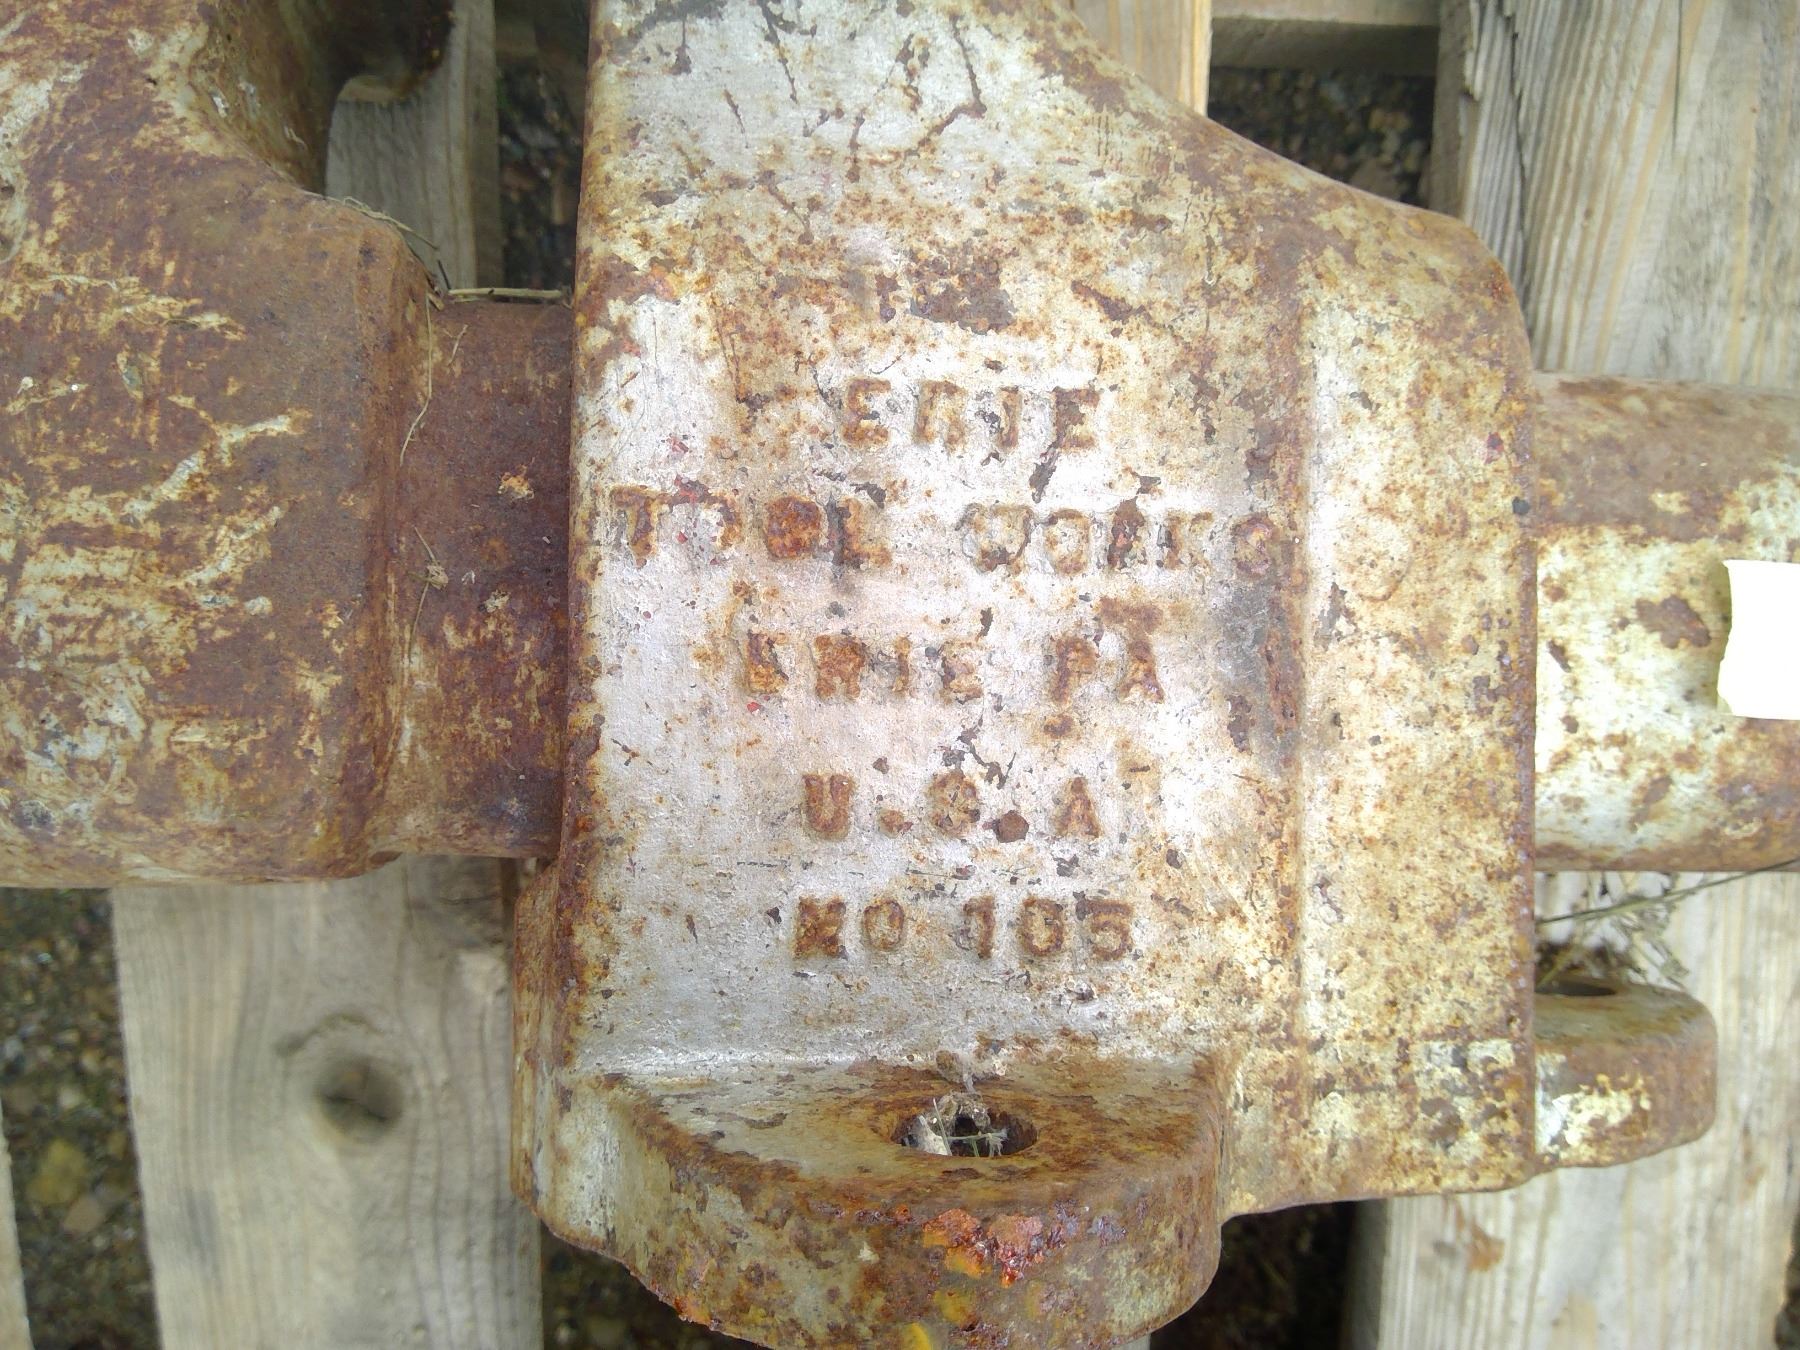 ERIE
TOOL WORKS
ERIE PA
U.S.A
NO 105